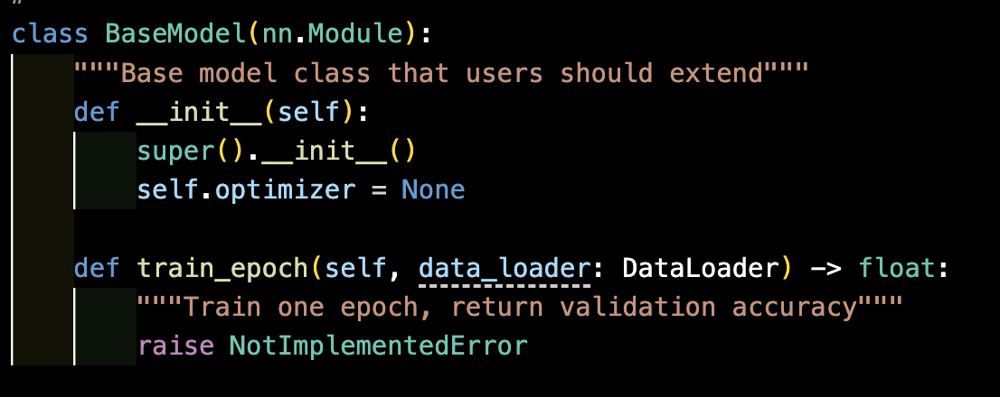 class BaseModel(nn.Module):
    """Base model class that users should extend"""
    def __init__(self):
        super().__init__()
        self.optimizer = None

    def train_epoch(self, data_loader: DataLoader) -> float:
        """Train one epoch, return validation accuracy"""
        raise NotImplementedError